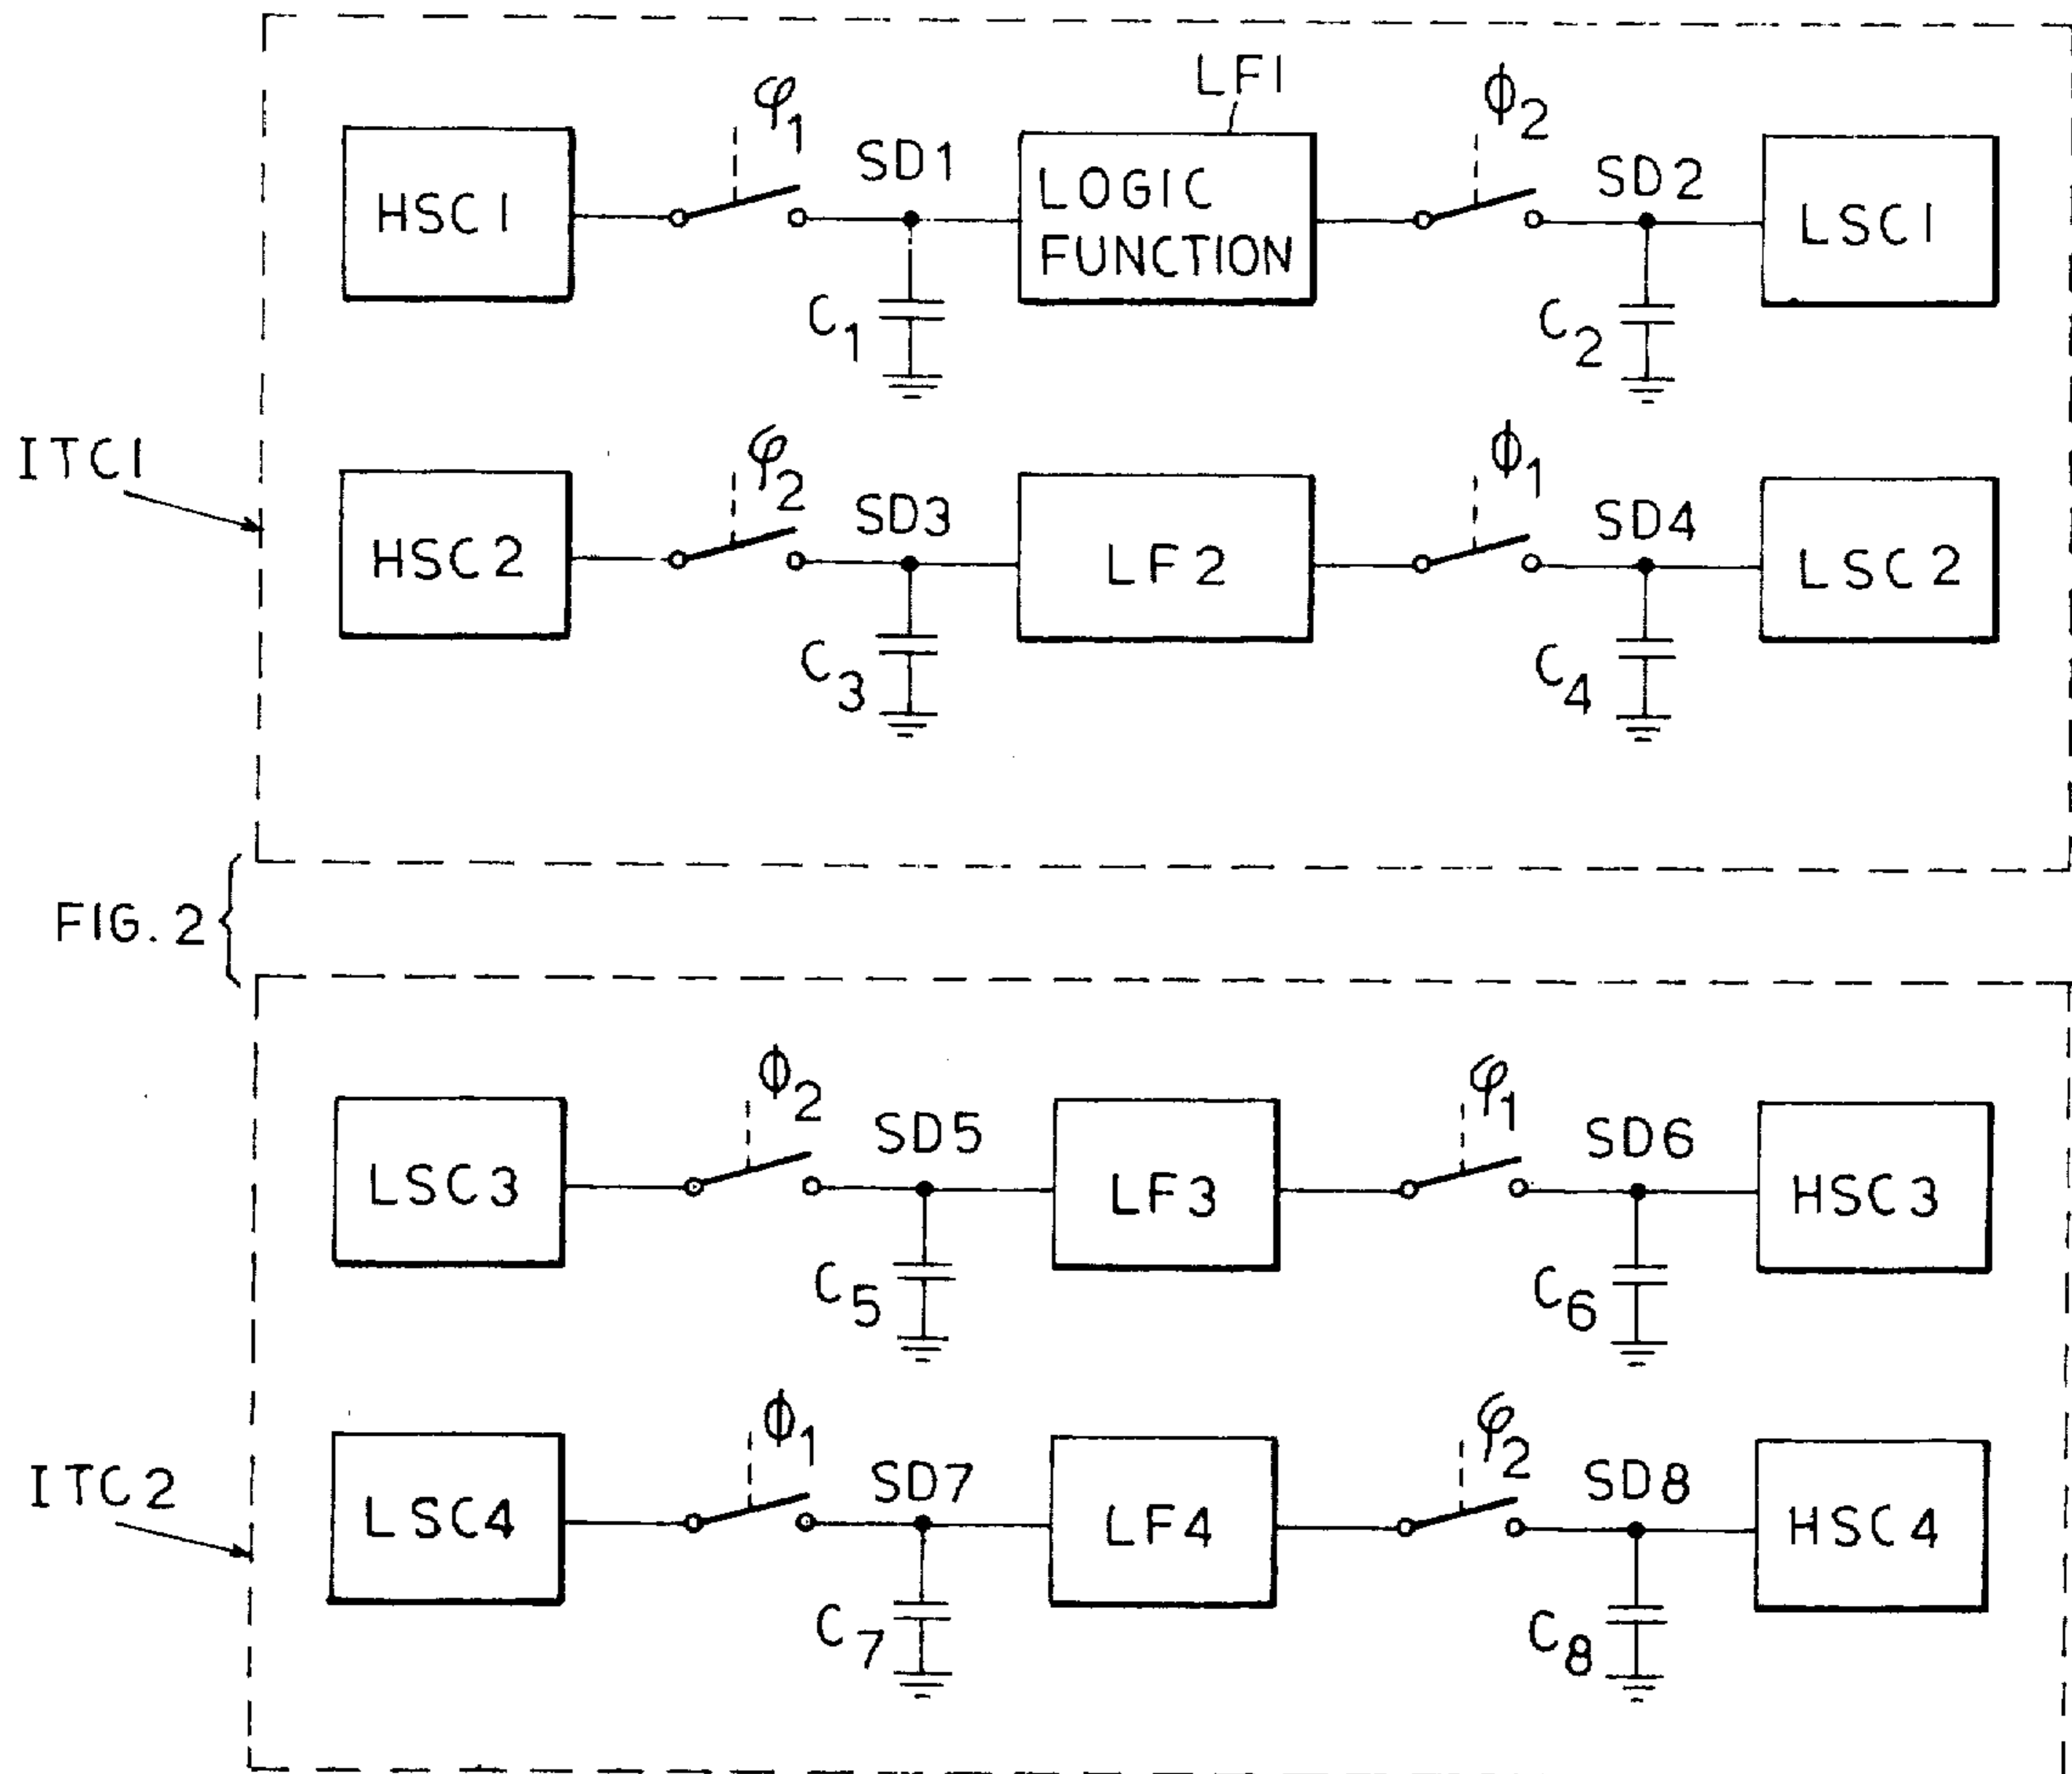 LF1
φ1 SD1 ϕ2 SD2
HSC1 LOGIC FUNCTION LSC1
C1 C2
ITC1
φ2 SD3 ϕ1 SD4
HSC2 LF2 LSC2
C3 C4
FIG. 2
ϕ2 SD5 φ1 SD6
LSC3 LF3 HSC3
C5 C6
ITC2
ϕ1 SD7 φ2 SD8
LSC4 LF4 HSC4
C7 C8